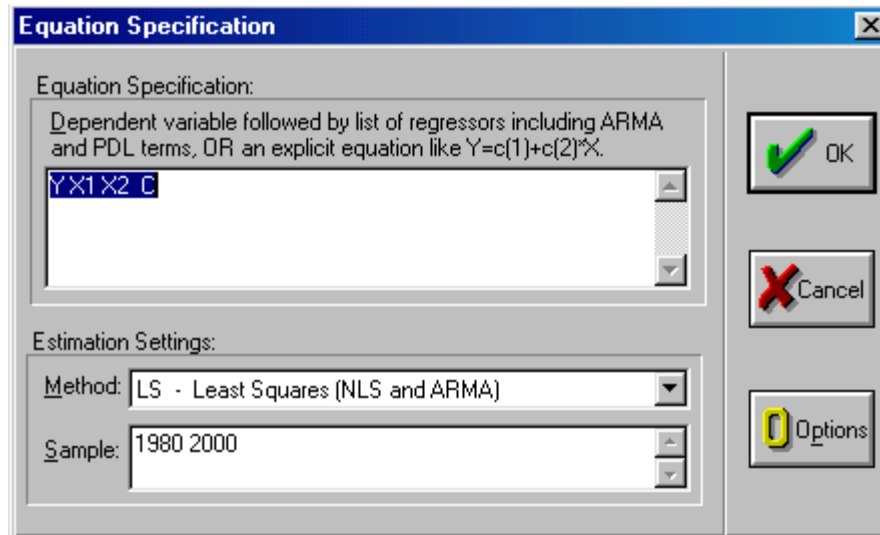 Equation Specification
Equation Specification:
Dependent variable followed by list of regressors including ARMA
and PDL terms, OR an explicit equation like Y=c(1)+c(2)*X.
Y X1 X2 C
OK
Cancel
Estimation Settings:
Method: LS - Least Squares (NLS and ARMA)
Sample: 1980 2000
Options